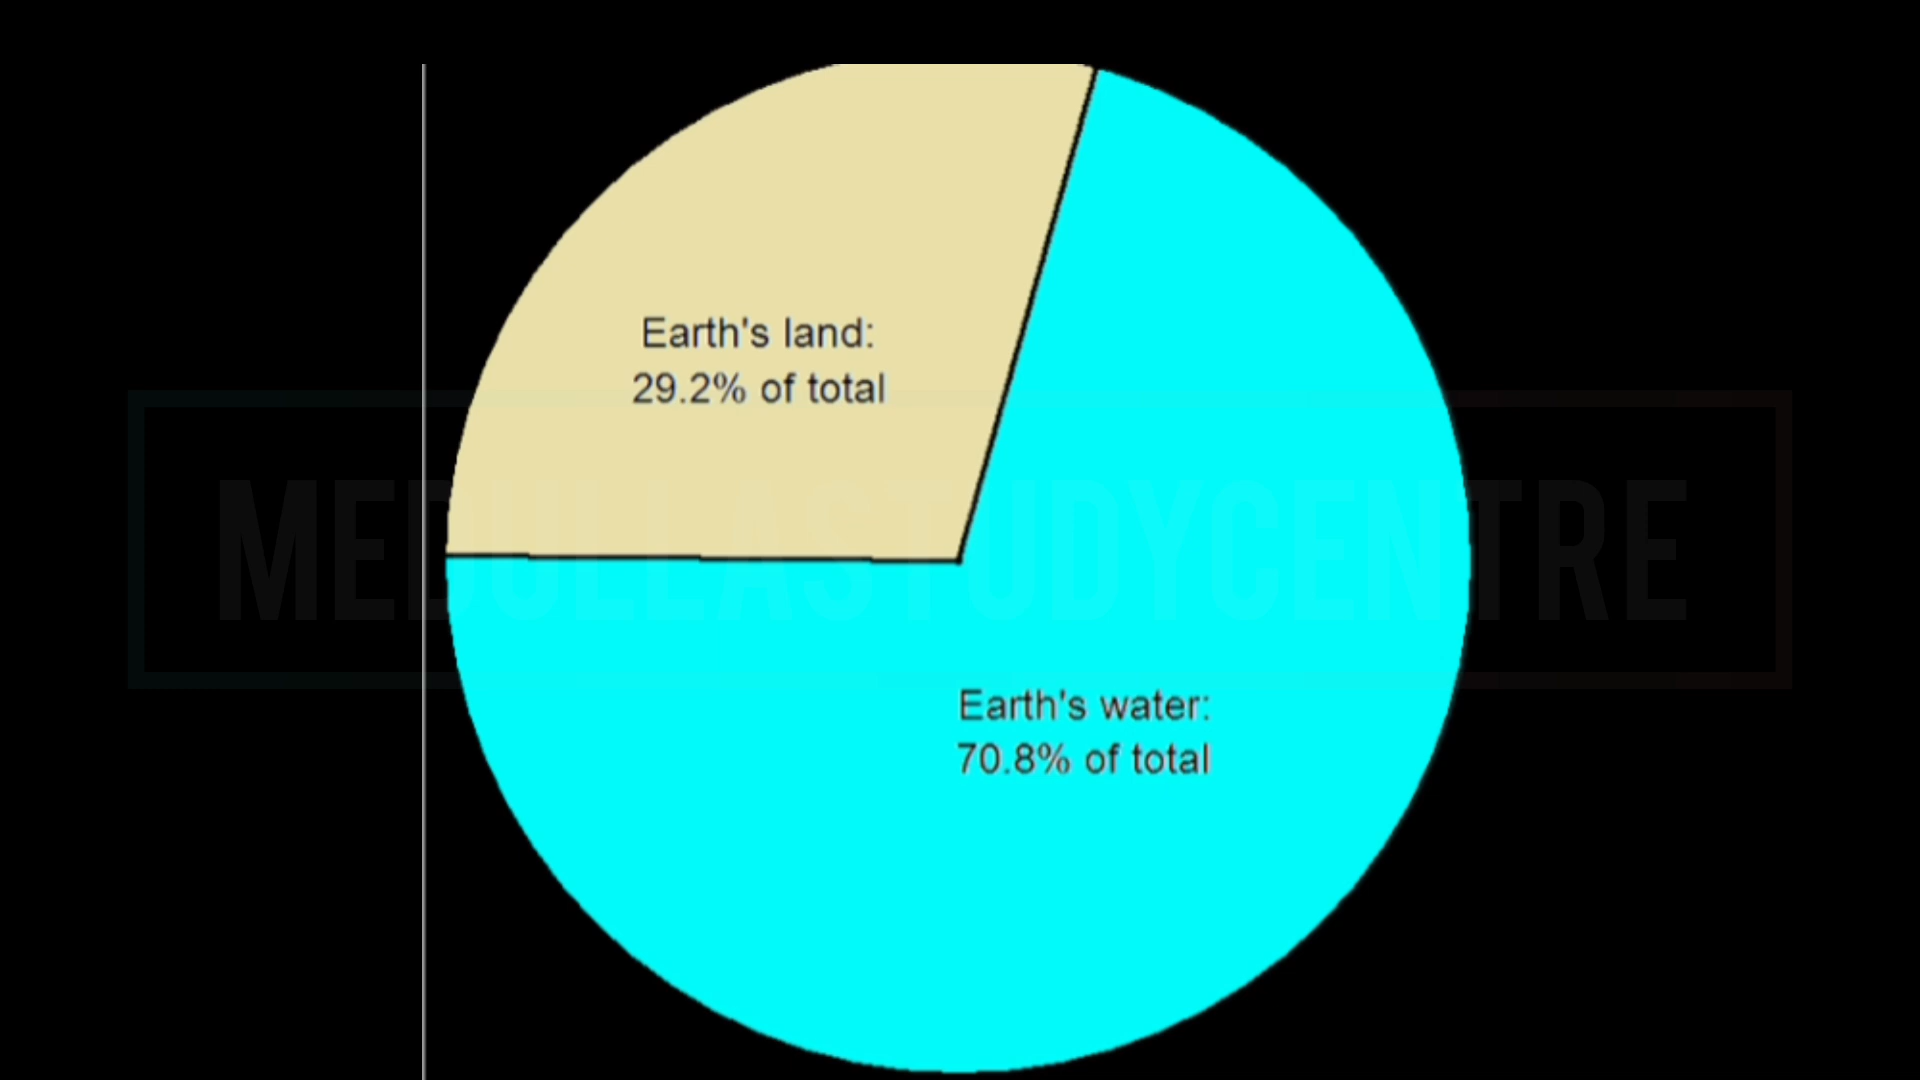 Earth's land:
29.2% of total
MEDULLASTUDYCENTRE
Earth's water:
70.8% of total